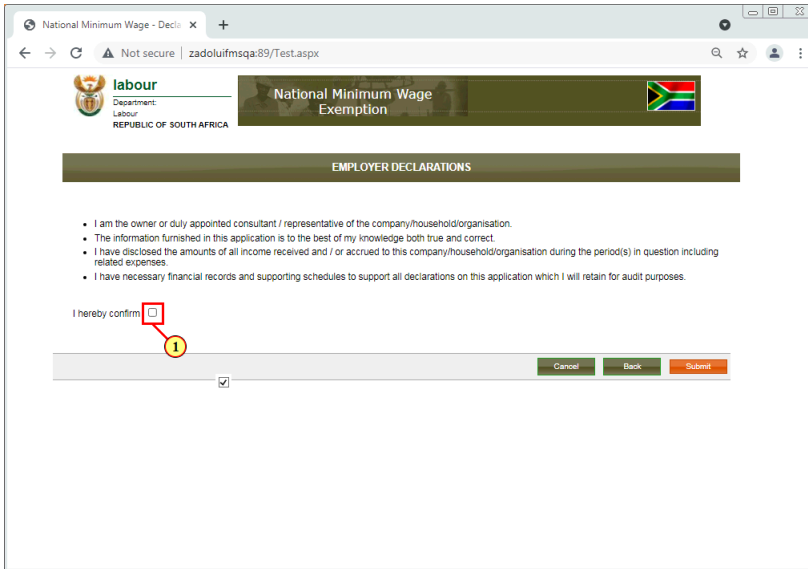 National Minimum Wage - Decla
Not secure | zadoluifmsqa:89/Test.aspx
labour
Department:
Labour
REPUBLIC OF SOUTH AFRICA
National Minimum Wage
Exemption
EMPLOYER DECLARATIONS
I am the owner or duly appointed consultant / representative of the company/household/organisation.
The information furnished in this application is to the best of my knowledge both true and correct.
I have disclosed the amounts of all income received and / or accrued to this company/household/organisation during the period(s) in question including
related expenses.
I have necessary financial records and supporting schedules to support all declarations on this application which I will retain for audit purposes.
I hereby confirm
1
Cancel Back Submit